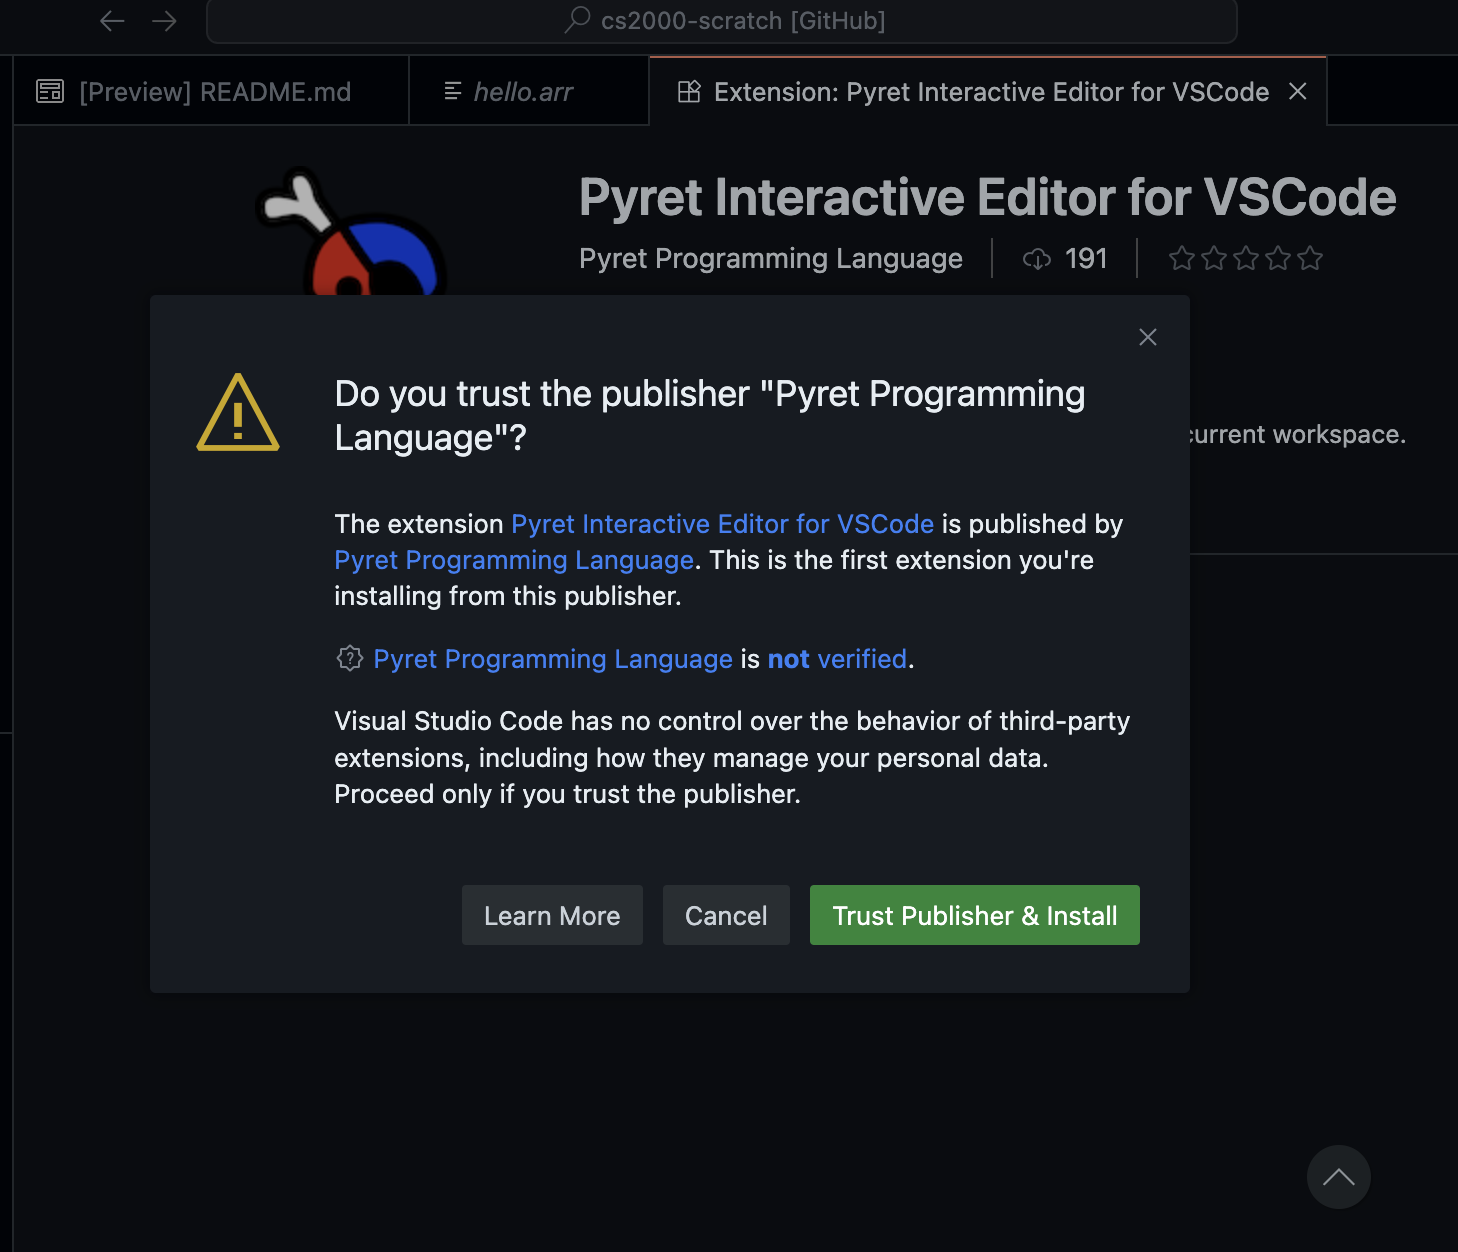 cs2000-scratch [GitHub]
[Preview] README.md
hello.arr
Extension: Pyret Interactive Editor for VSCode
Pyret Interactive Editor for VSCode
Pyret Programming Language
191
current workspace.
Do you trust the publisher "Pyret Programming
Language"?
The extension Pyret Interactive Editor for VSCode is published by
Pyret Programming Language. This is the first extension you're
installing from this publisher.
Pyret Programming Language is not verified.
Visual Studio Code has no control over the behavior of third-party
extensions, including how they manage your personal data.
Proceed only if you trust the publisher.
Learn More
Cancel
Trust Publisher & Install